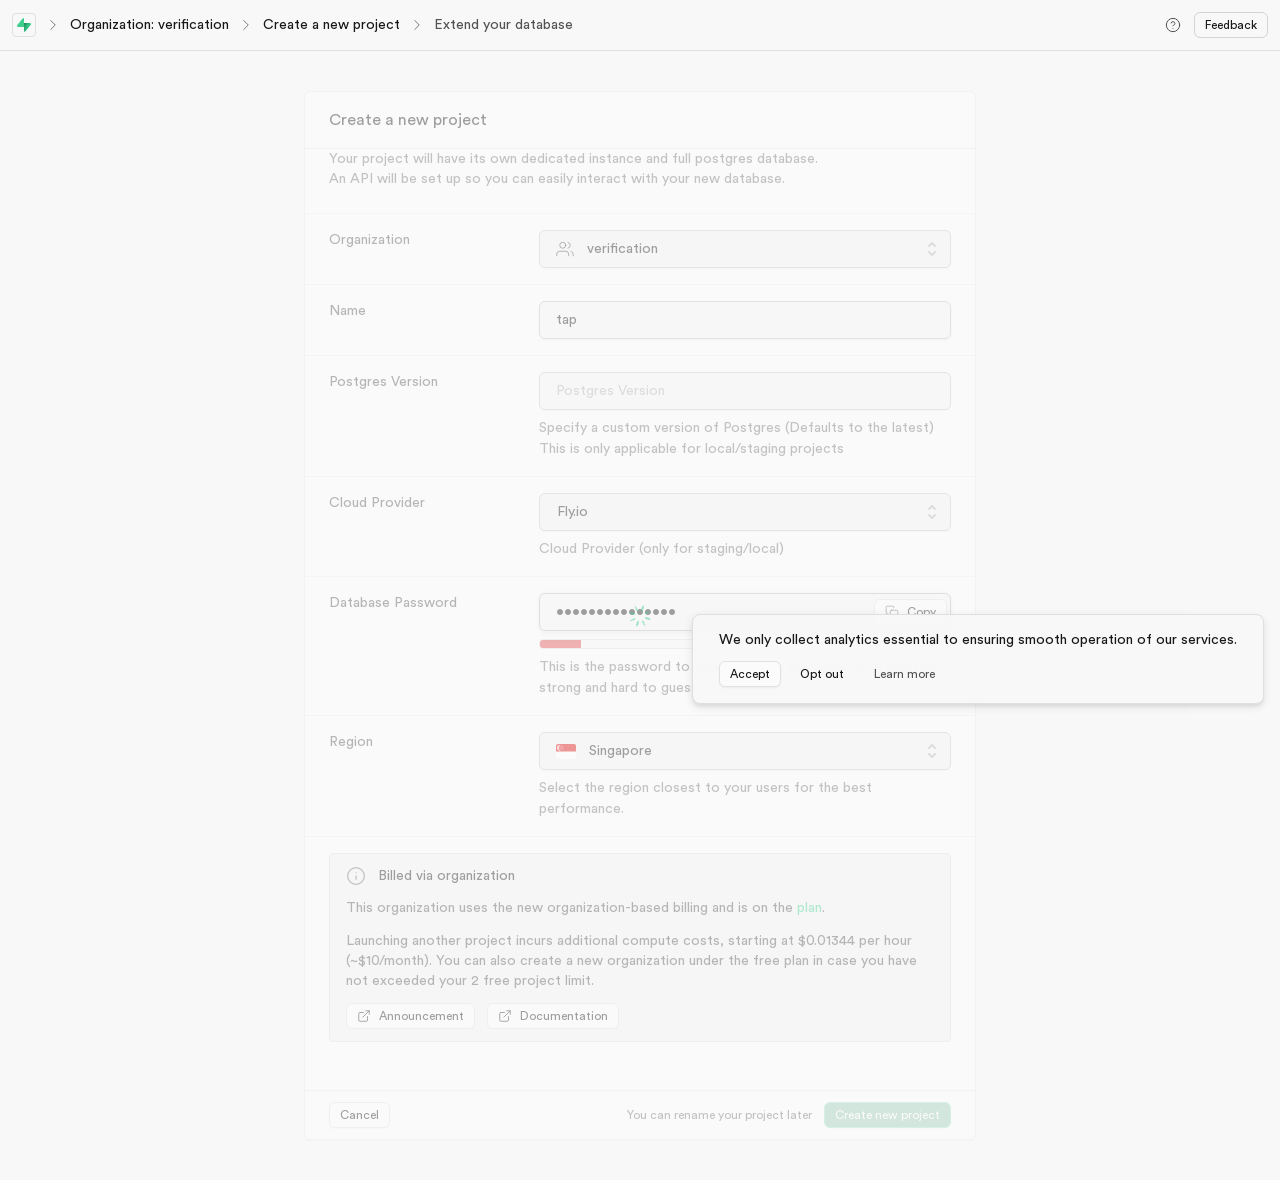 Organization: verification
Create a new project
Extend your database
Feedback
Create a new project
Your project will have its own dedicated instance and full postgres database.
An API will be set up so you can easily interact with your new database.
Organization
verification
Name
tap
Postgres Version
Postgres Version
Specify a custom version of Postgres (Defaults to the latest)
This is only applicable for local/staging projects
Cloud Provider
Fly.io
Cloud Provider (only for staging/local)
Database Password
Copy
We only collect analytics essential to ensuring smooth operation of our services.
Accept
Opt out
Learn more
This is the password to
strong and hard to gues
Region
Singapore
Select the region closest to your users for the best
performance.
Billed via organization
This organization uses the new organization-based billing and is on the plan.
Launching another project incurs additional compute costs, starting at $0.01344 per hour
(~$10/month). You can also create a new organization under the free plan in case you have
not exceeded your 2 free project limit.
Announcement
Documentation
Cancel
You can rename your project later
Create new project